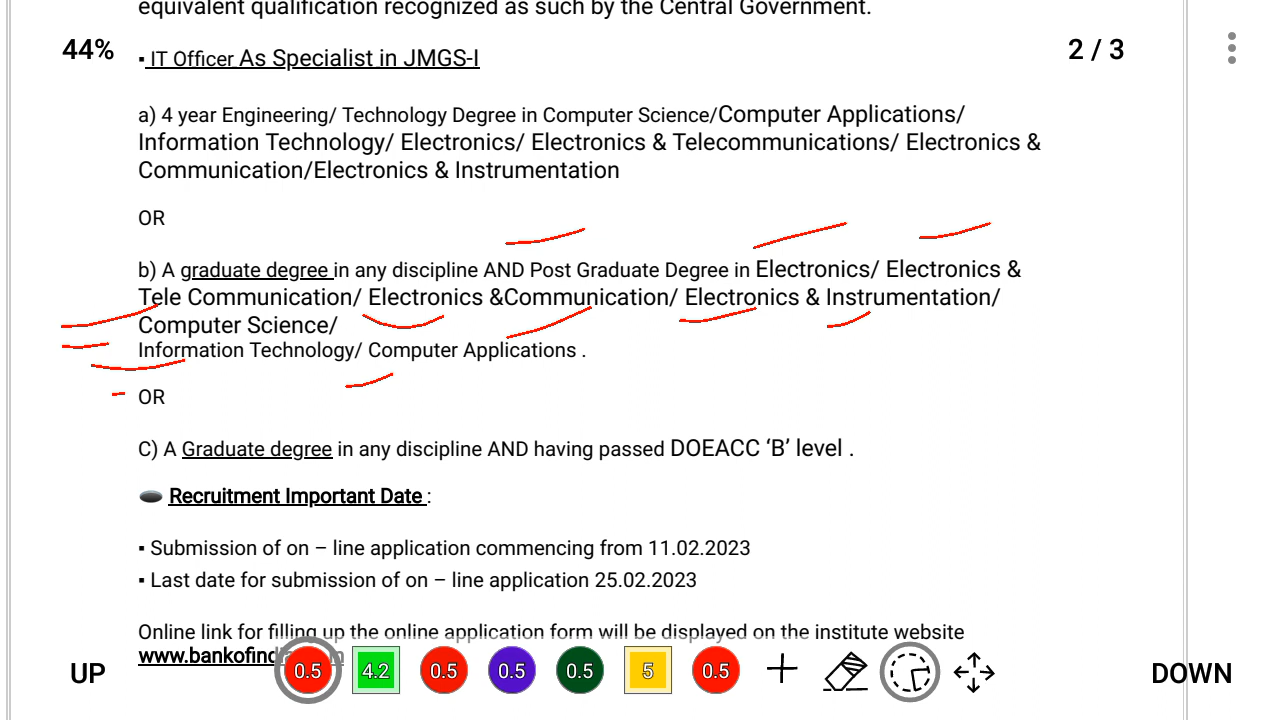 equivalent qualification recognized as such by the Central Government.
44%
2 / 3
▪ IT Officer As Specialist in JMGS-I
a) 4 year Engineering/ Technology Degree in Computer Science/Computer Applications/
Information Technology/ Electronics/ Electronics & Telecommunications/ Electronics &
Communication/Electronics & Instrumentation
OR
b) A graduate degree in any discipline AND Post Graduate Degree in Electronics/ Electronics &
Tele Communication/ Electronics &Communication/ Electronics & Instrumentation/
Computer Science/
Information Technology/ Computer Applications .
OR
C) A Graduate degree in any discipline AND having passed DOEACC ‘B’ level .
Recruitment Important Date :
▪ Submission of on – line application commencing from 11.02.2023
▪ Last date for submission of on – line application 25.02.2023
Online link for filling up the online application form will be displayed on the institute website
www.bankofind
UP
0.5
4.2
0.5
0.5
0.5
5
0.5
DOWN